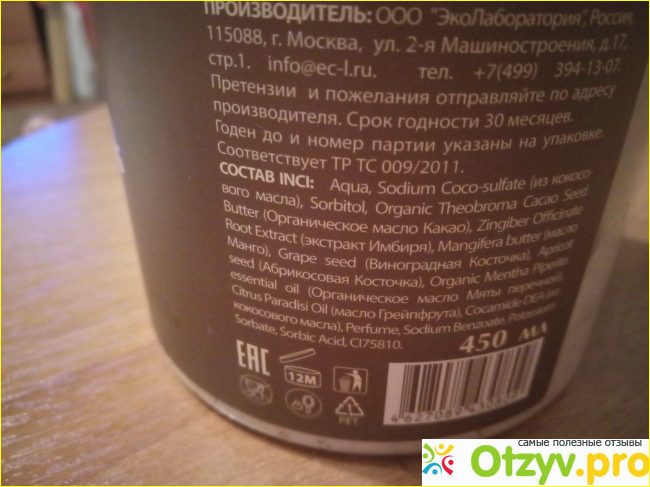 ПРОИЗВОДИТЕЛЬ: ООО "ЭкоЛаборатория", Россия,
115088, г. Москва, ул. 2-я Машиностроения, д.17,
стр.1. info@ec-l.ru. тел. +7(499) 394-13-07.
Претензии и пожелания отправляйте по адресу
производителя. Срок годности 30 месяцев.
Годен до и номер партии указаны на упаковке.
Соответствует ТР ТС 009/2011.
СОСТАВ INCI: Aqua, Sodium Coco-sulfate (из кокосо-
вого масла), Sorbitol, Organic Theobroma Cacao Seed
Butter (Органическое масло Какао), Zingiber Officinate
Root Extract (экстракт Имбиря), Mangifera butter (масло
Манго), Grape seed (Виноградная Косточка), Apricot
seed (Абрикосовая Косточка), Organic Mentha Piperita
essential oil (Органическое масло Мяты перечной),
Citrus Paradisi Oil (масло Грейпфрута), Cocamide DEA (из
кокосового масла), Perfume, Sodium Benzoate, Potassium
Sorbate, Sorbic Acid, CI75810.
450 МЛ
EAC
12M
1
PET
самые полезные отзывы
Otzyv.pro